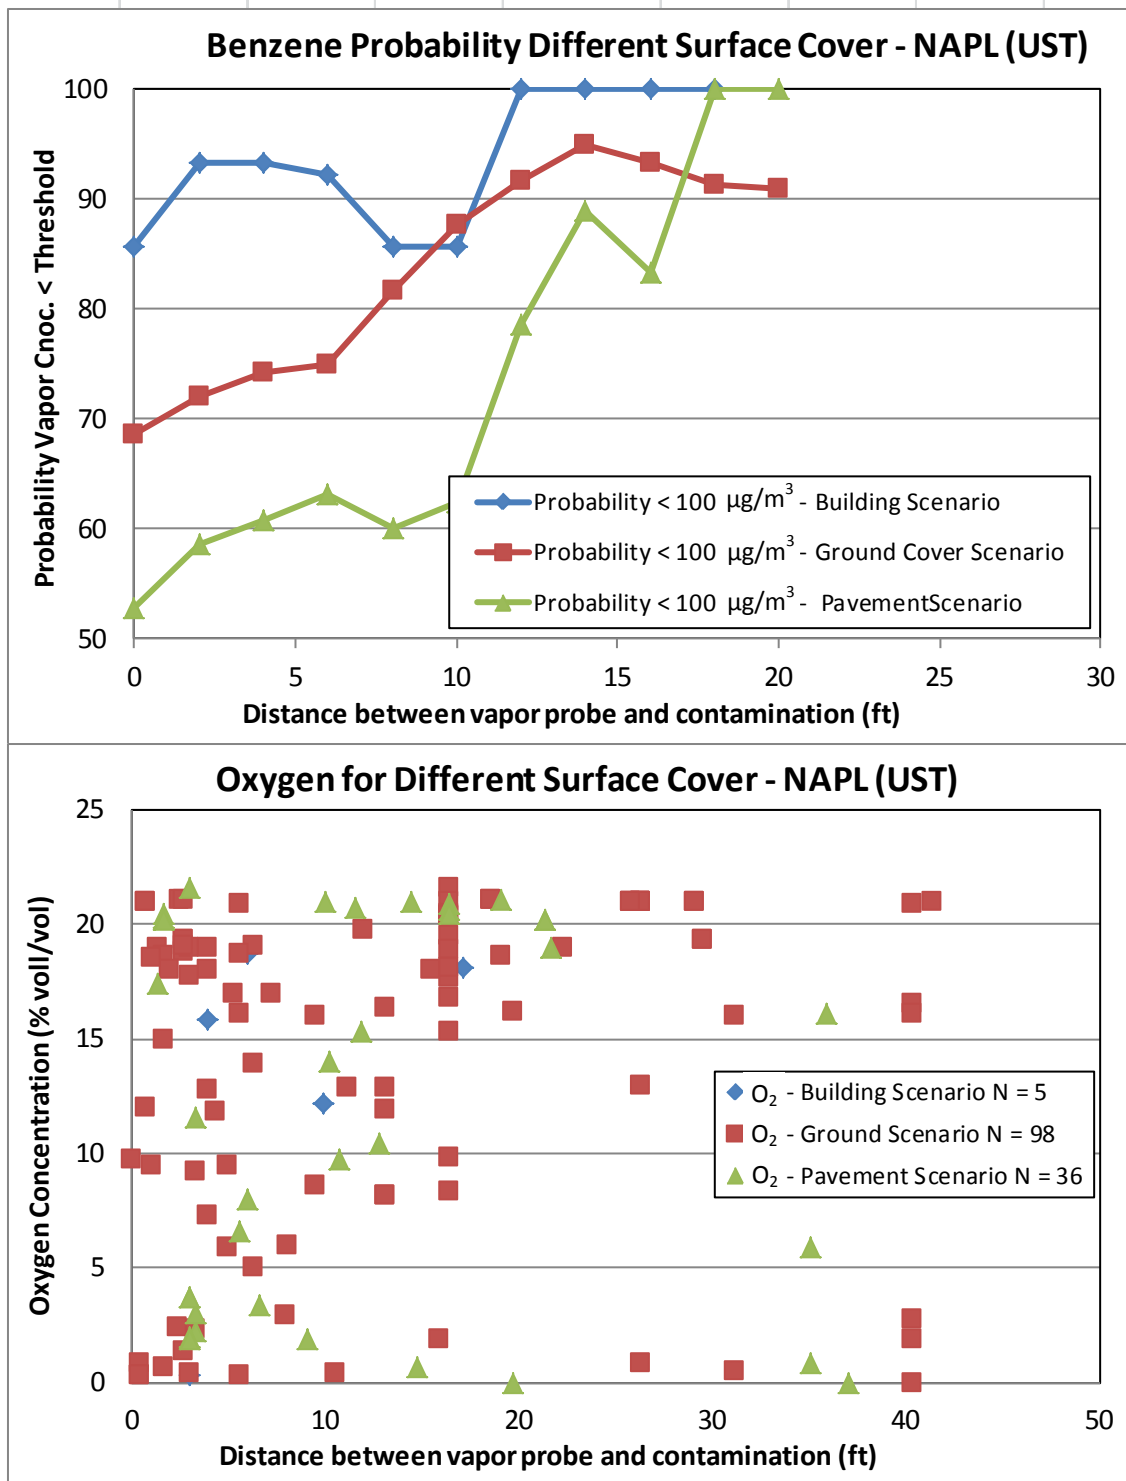 Benzene Probability Different Surface Cover - NAPL (UST)
Probability Vapor Cnoc. < Threshold
100
90
80
70
60
50
Probability < 100 µg/m³ - Building Scenario
Probability < 100 µg/m³ - Ground Cover Scenario
Probability < 100 µg/m³ - PavementScenario
0 5 10 15 20 25 30
Distance between vapor probe and contamination (ft)
Oxygen for Different Surface Cover - NAPL (UST)
Oxygen Concentration (% voll/vol)
25
20
15
10
5
0
O₂ - Building Scenario N = 5
O₂ - Ground Scenario N = 98
O₂ - Pavement Scenario N = 36
0 10 20 30 40 50
Distance between vapor probe and contamination (ft)